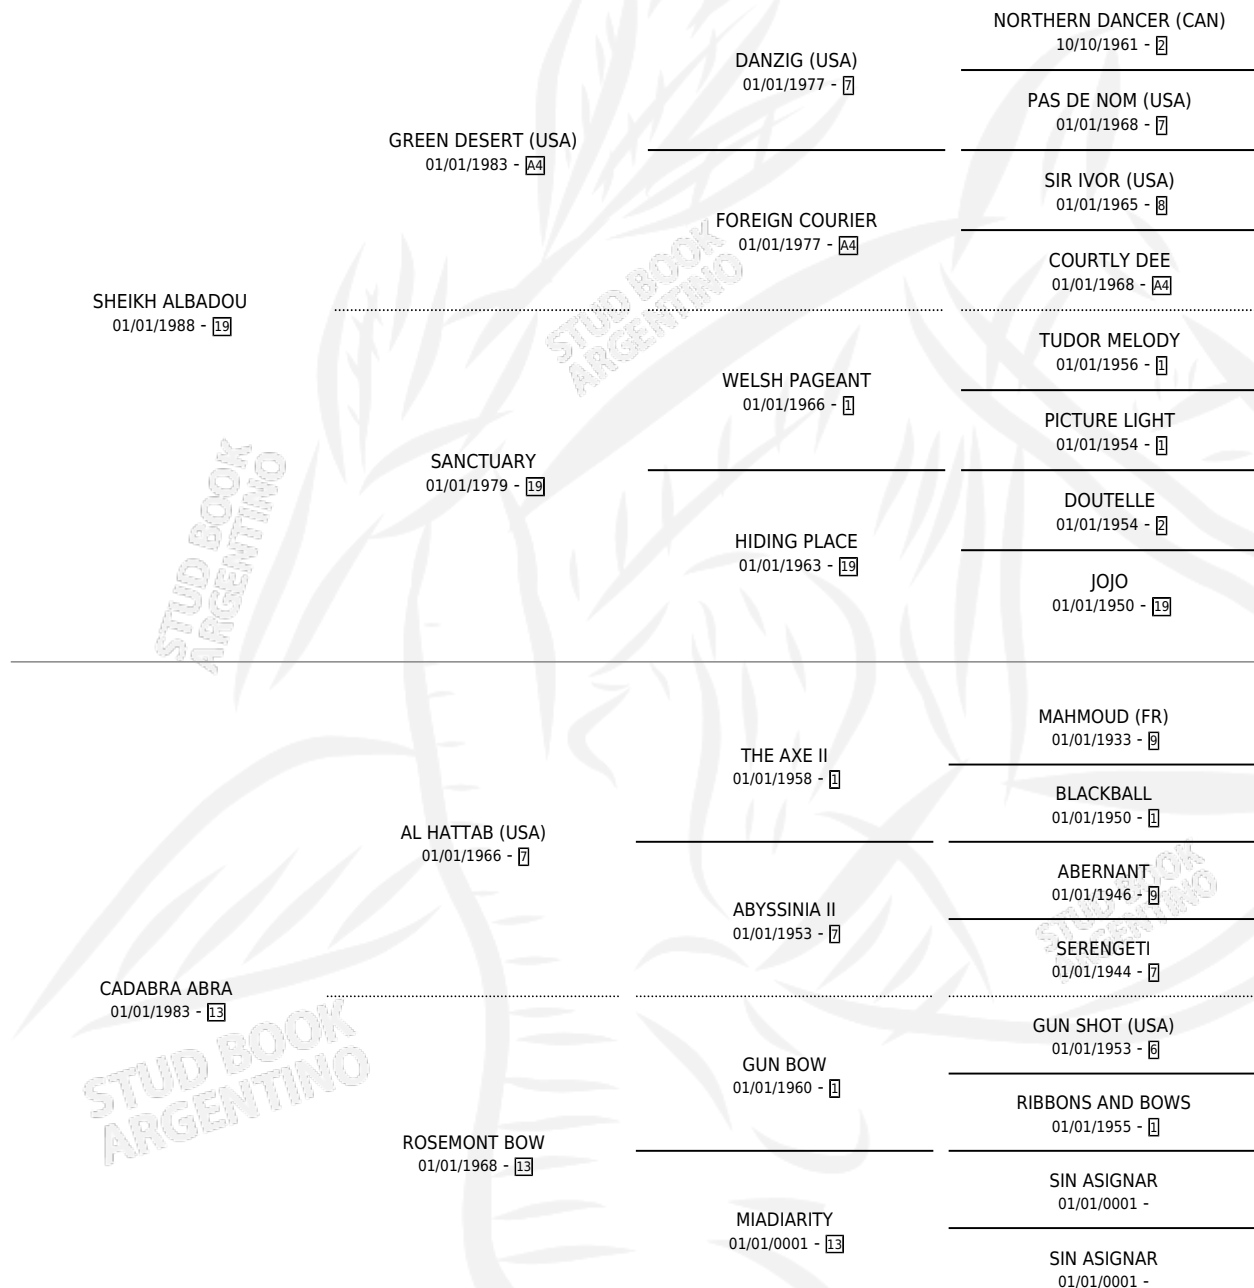 NORTHERN DANCER (CAN)
10/10/1961 - 2
DANZIG (USA)
01/01/1977 - 7
PAS DE NOM (USA)
01/01/1968 - 7
GREEN DESERT (USA)
01/01/1983 - A4
SIR IVOR (USA)
01/01/1965 - 8
FOREIGN COURIER
01/01/1977 - A4
COURTLY DEE
01/01/1968 - A4
SHEIKH ALBADOU
01/01/1988 - 19
STUD BOOK
ARGENTINO
TUDOR MELODY
01/01/1956 - 1
WELSH PAGEANT
01/01/1966 - 1
PICTURE LIGHT
01/01/1954 - 1
SANCTUARY
01/01/1979 - 19
STUD BOOK
ARGENTINO
DOUTELLE
01/01/1954 - 2
HIDING PLACE
01/01/1963 - 19
JOJO
01/01/1950 - 19
MAHMOUD (FR)
01/01/1933 - 9
THE AXE II
01/01/1958 - 1
BLACKBALL
01/01/1950 - 1
AL HATTAB (USA)
01/01/1966 - 7
ABERNANT
01/01/1946 - 9
STUD BOOK
ARGENTINO
ABYSSINIA II
01/01/1953 - 7
SERENGETI
01/01/1944 - 7
CADABRA ABRA
01/01/1983 - 13
STUD BOOK
ARGENTINO
GUN SHOT (USA)
01/01/1953 - 6
GUN BOW
01/01/1960 - 1
RIBBONS AND BOWS
01/01/1955 - 1
ROSEMONT BOW
01/01/1968 - 13
SIN ASIGNAR
01/01/0001 -
MIADIARITY
01/01/0001 - 13
SIN ASIGNAR
01/01/0001 -